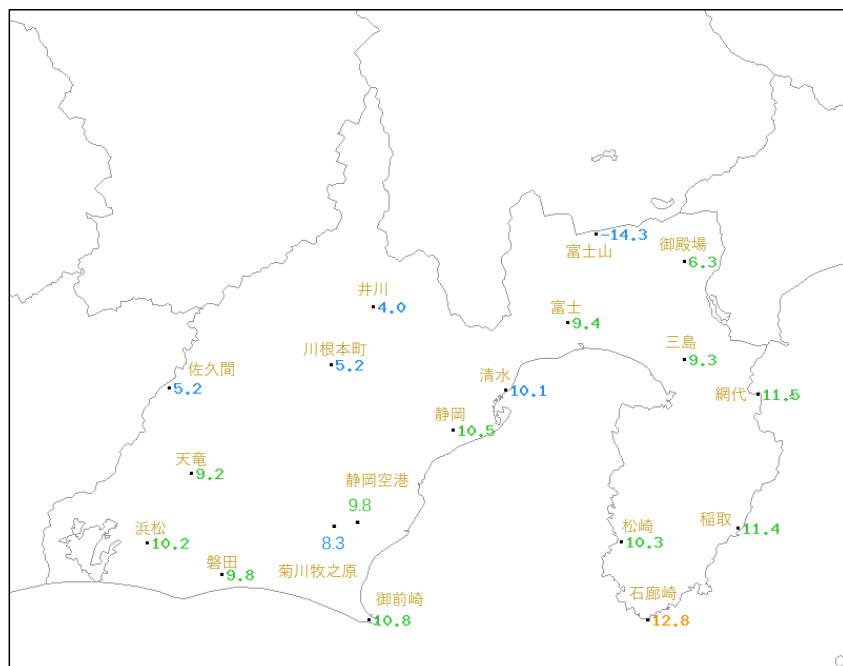 -14.3
富士山
御殿場
6.3
井川
4.0
富士
9.4
川根本町
5.2
三島
9.3
佐久間
5.2
清水
10.1
網代
11.5
静岡
10.5
天竜
9.2
静岡空港
9.8
8.3
菊川牧之原
浜松
10.2
磐田
9.8
松崎
10.3
稲取
11.4
御前崎
10.8
石廊崎
12.8